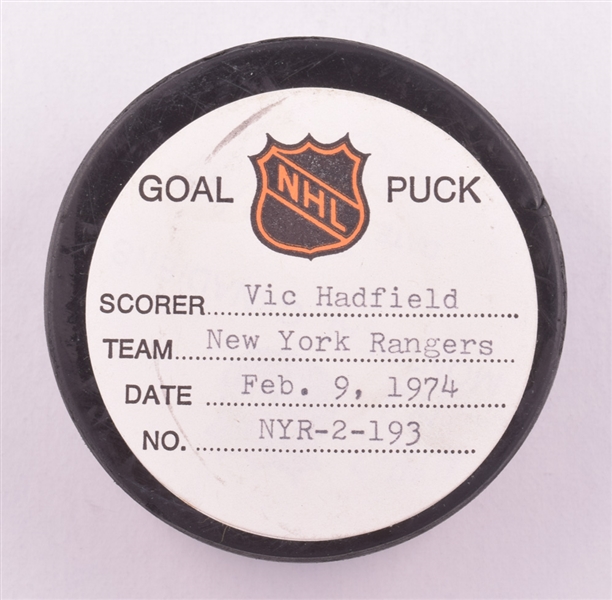 GOAL NHL PUCK
SCORER Vic Hadfield
TEAM New York Rangers
DATE Feb. 9, 1974
NO. NYR-2-193